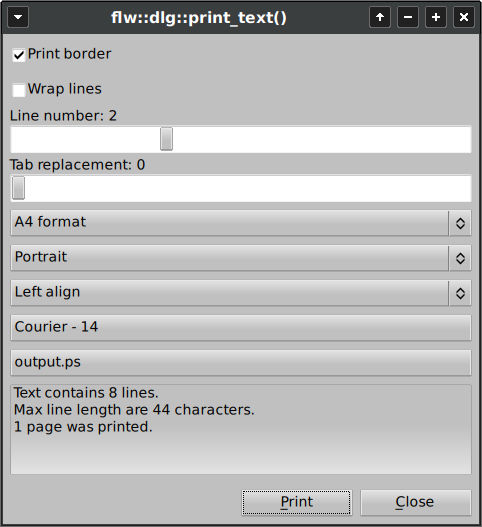 flw::dlg::print_text()
Print border
Wrap lines
Line number: 2
Tab replacement: 0
A4 format
Portrait
Left align
Courier - 14
output.ps
Text contains 8 lines.
Max line length are 44 characters.
1 page was printed.
Print
Close